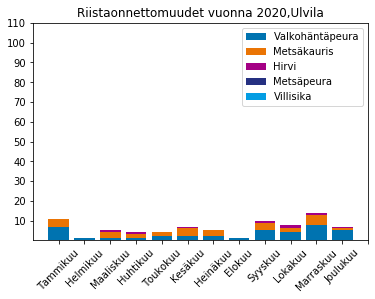 Riistaonnettomuudet vuonna 2020,Ulvila
Valkohäntäpeura
Metsäkauris
Hirvi
Metsäpeura
Villisika
110
100
90
80
70
60
50
40
30
20
10
Tammikuu
Helmikuu
Maaliskuu
Huhtikuu
Toukokuu
Kesäkuu
Heinäkuu
Elokuu
Syyskuu
Lokakuu
Marraskuu
Joulukuu